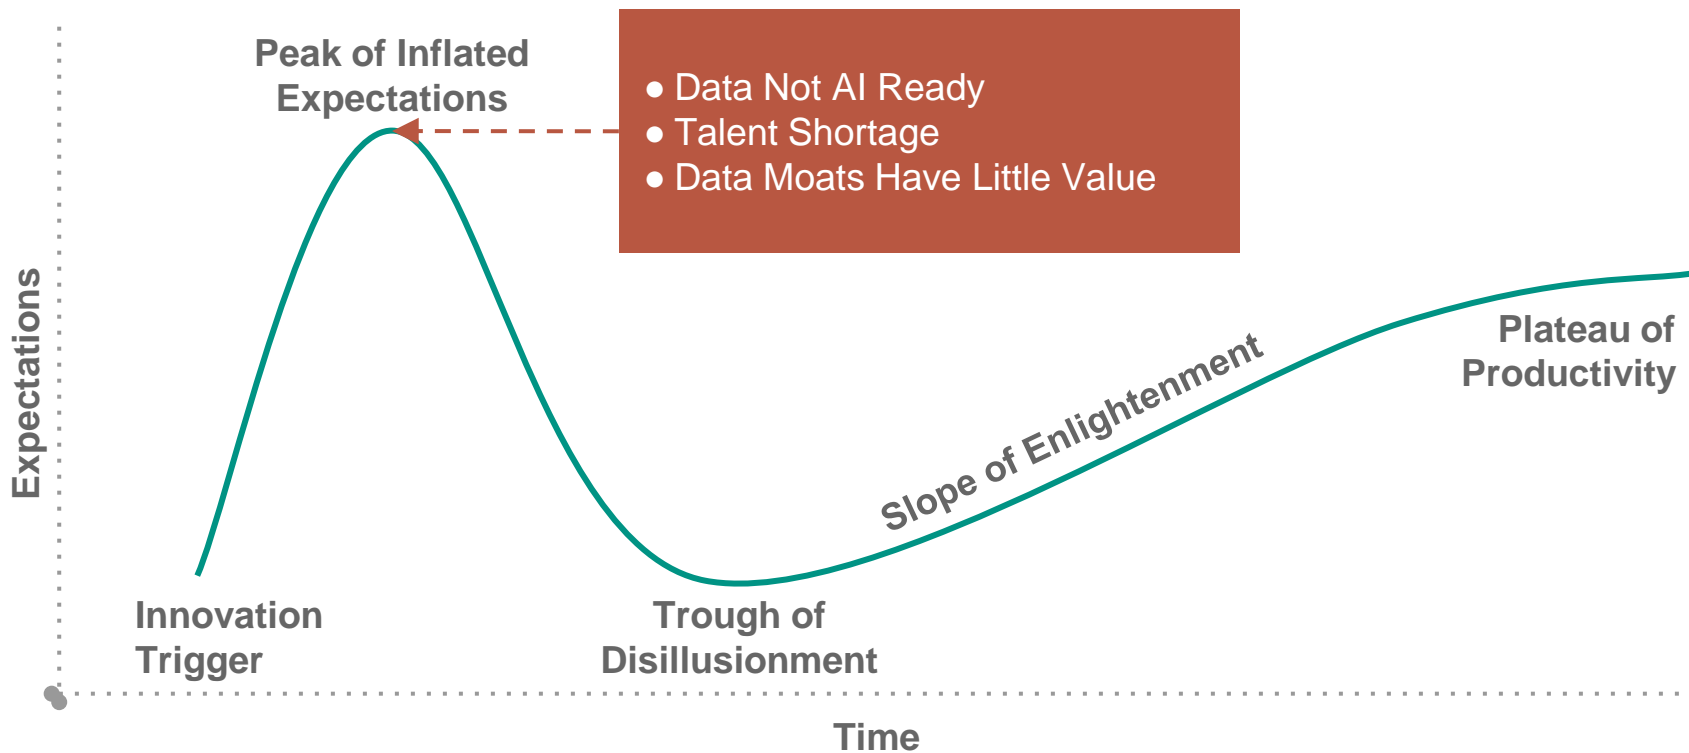 Peak of Inflated
Expectations
● Data Not AI Ready
● Talent Shortage
● Data Moats Have Little Value
Expectations
Slope of Enlightenment
Plateau of
Productivity
Innovation
Trigger
Trough of
Disillusionment
Time